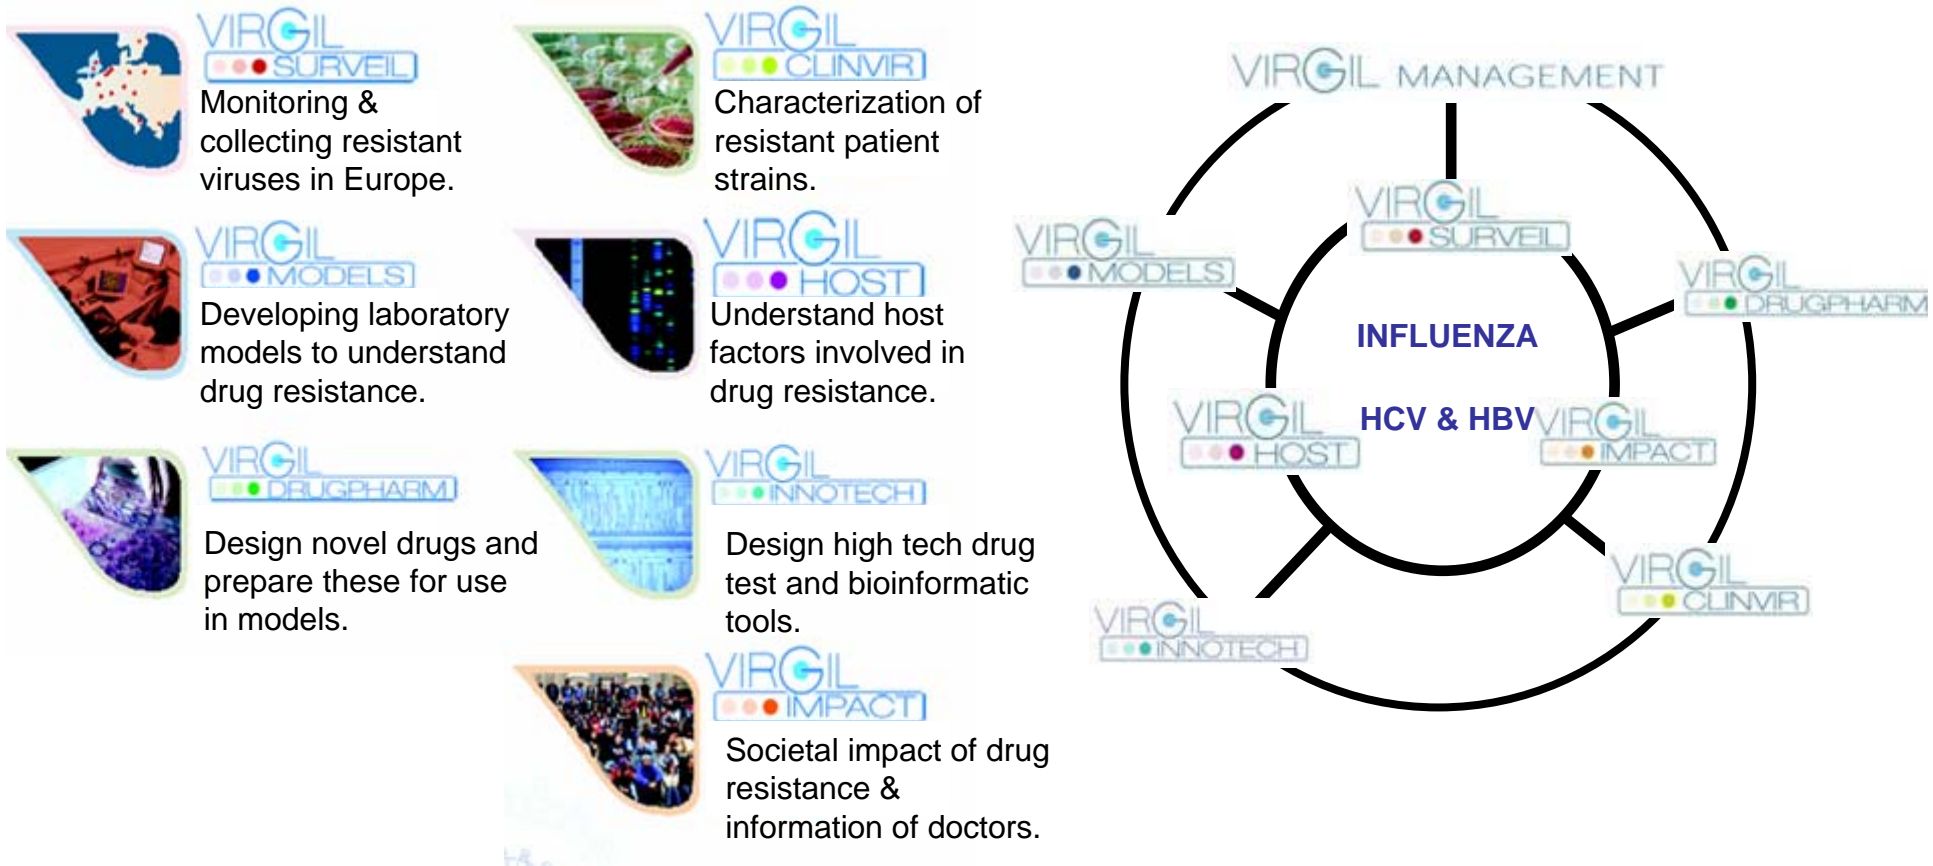 VIRGIL
SURVEIL
Monitoring &
collecting resistant
viruses in Europe.
VIRGIL
CLINVIR
Characterization of
resistant patient
strains.
VIRGIL
MODELS
Developing laboratory
models to understand
drug resistance.
VIRGIL
HOST
Understand host
factors involved in
drug resistance.
VIRGIL
DRUGPHARM
Design novel drugs and
prepare these for use
in models.
VIRGIL
INNOTECH
Design high tech drug
test and bioinformatic
tools.
VIRGIL
IMPACT
Societal impact of drug
resistance &
information of doctors.
VIRGIL MANAGEMENT
VIRGIL
SURVEIL
VIRGIL
MODELS
VIRGIL
DRUGPHARM
INFLUENZA
HCV & HBV
VIRGIL
HOST
VIRGIL
IMPACT
VIRGIL
CLINVIR
VIRGIL
INNOTECH